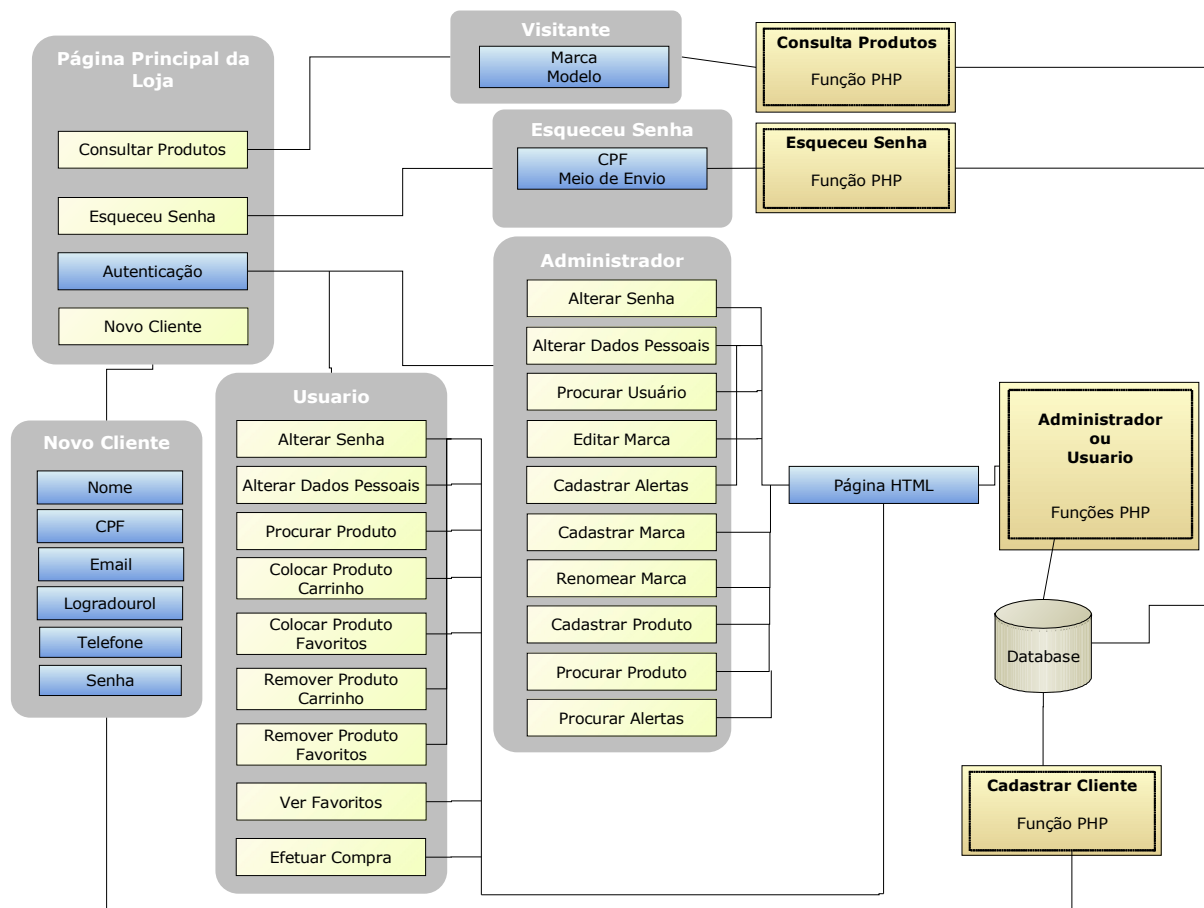 Página Principal da
Loja
Consultar Produtos
Esqueceu Senha
Autenticação
Novo Cliente
Visitante
Marca
Modelo
Consulta Produtos
Função PHP
Esqueceu Senha
CPF
Meio de Envio
Esqueceu Senha
Função PHP
Administrador
Alterar Senha
Alterar Dados Pessoais
Procurar Usuário
Editar Marca
Cadastrar Alertas
Cadastrar Marca
Renomear Marca
Cadastrar Produto
Procurar Produto
Procurar Alertas
Usuario
Alterar Senha
Alterar Dados Pessoais
Procurar Produto
Colocar Produto
Carrinho
Colocar Produto
Favoritos
Remover Produto
Carrinho
Remover Produto
Favoritos
Ver Favoritos
Efetuar Compra
Novo Cliente
Nome
CPF
Email
Logradourol
Telefone
Senha
Página HTML
Administrador
ou
Usuario
Funções PHP
Database
Cadastrar Cliente
Função PHP